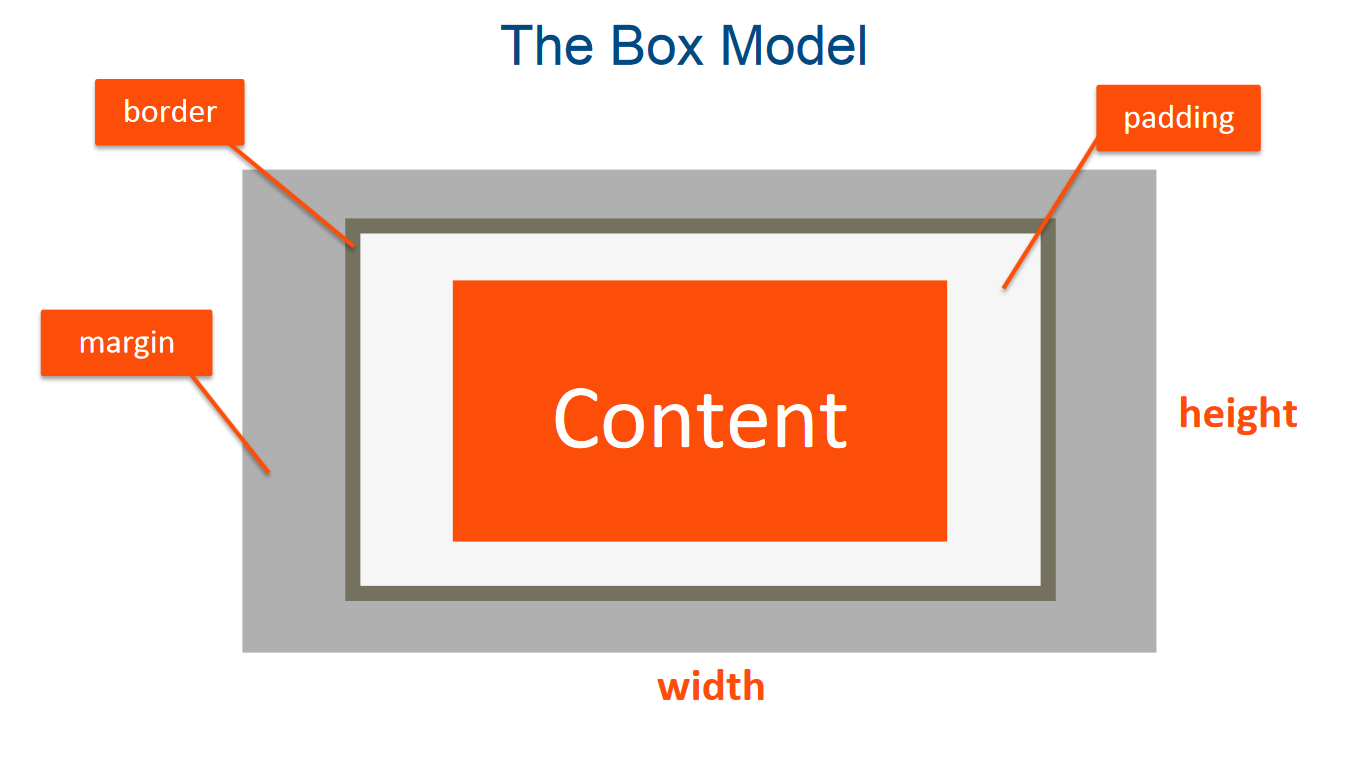 The Box Model
border
padding
margin
Content
height
width